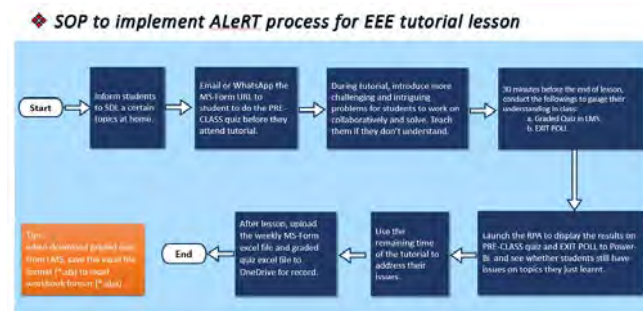 SOP to implement ALeRT process for EEE tutorial lesson
Start
Inform students
to SDL a certain
topics at home.
Email or WhatsApp the
MS-Form URL to
student to do the PRE-
CLASS quiz before they
attend tutorial.
During tutorial, introduce more
challenging and intriguing
problems for students to work on
collaboratively and solve. Teach
them if they don't understand.
30 minutes before the end of lesson,
conduct the followings to gauge their
understanding in class:
a. Graded Quiz in LMS
b. EXIT POLL
Launch the RPA to display the results on
PRE-CLASS quiz and EXIT POLL to Power-
Bi and see whether students still have
issues on topics they just learnt.
Use the
remaining time
of the tutorial to
address their
issues.
After lesson, upload
the weekly MS-Form
excel file and graded
quiz excel file to
OneDrive for record.
End
Tips:
when download graded quiz
from LMS, save the excel file
format (*.xls) to local
workbook format